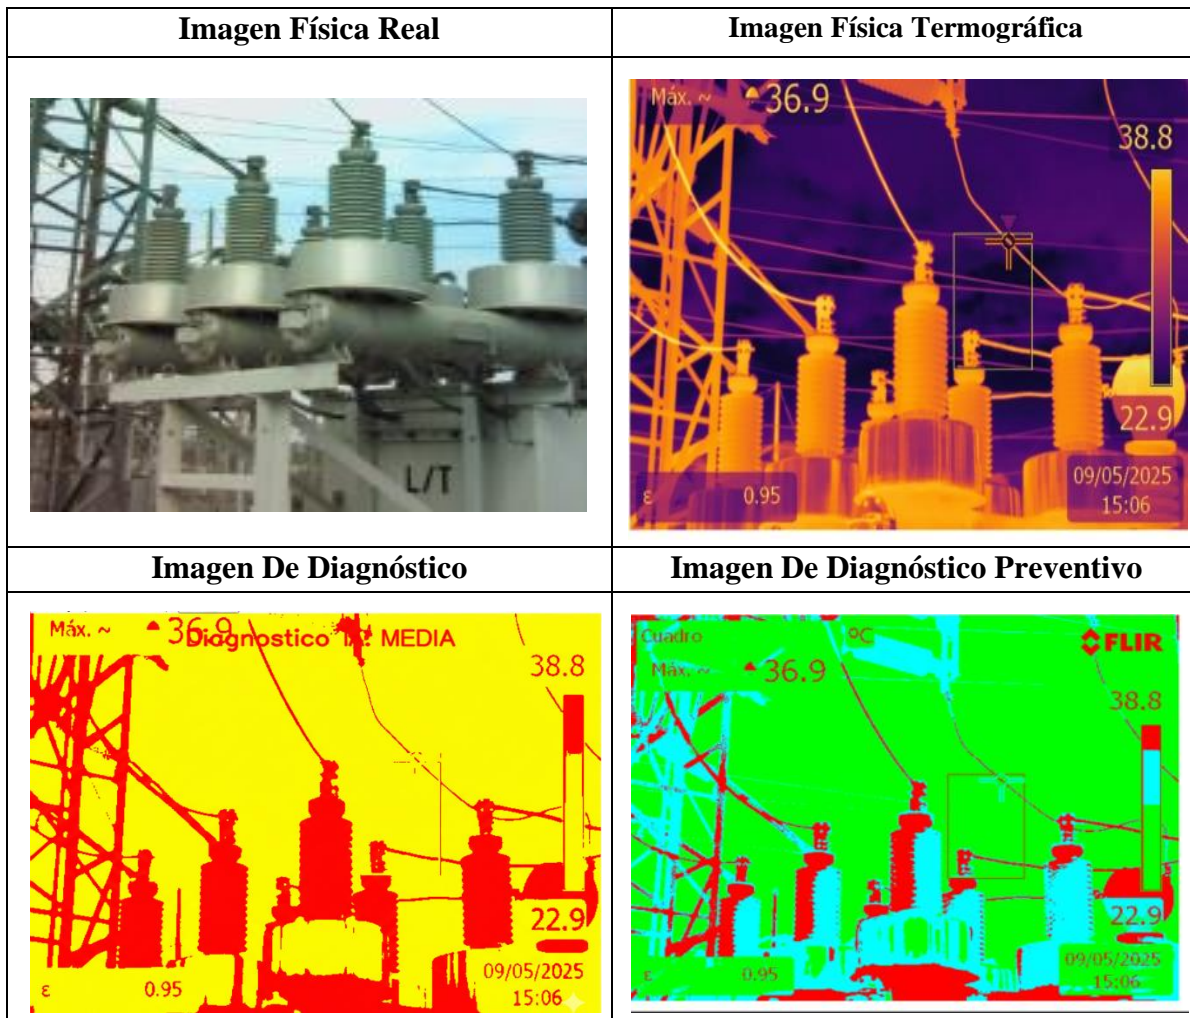 Imagen Física Real
Imagen Física Termográfica
L/T
Máx. ~ 36.9
38.8
22.9
ε 0.95
09/05/2025
15:06
Imagen De Diagnóstico
Imagen De Diagnóstico Preventivo
Máx. ~ 36.9
Diagnostico IA: MEDIA
38.8
22.9
ε 0.95
09/05/2025
15:06
Cuadro °C
FLIR
Máx. ~ 36.9
38.8
22.9
ε 0.95
09/05/2025
15:06